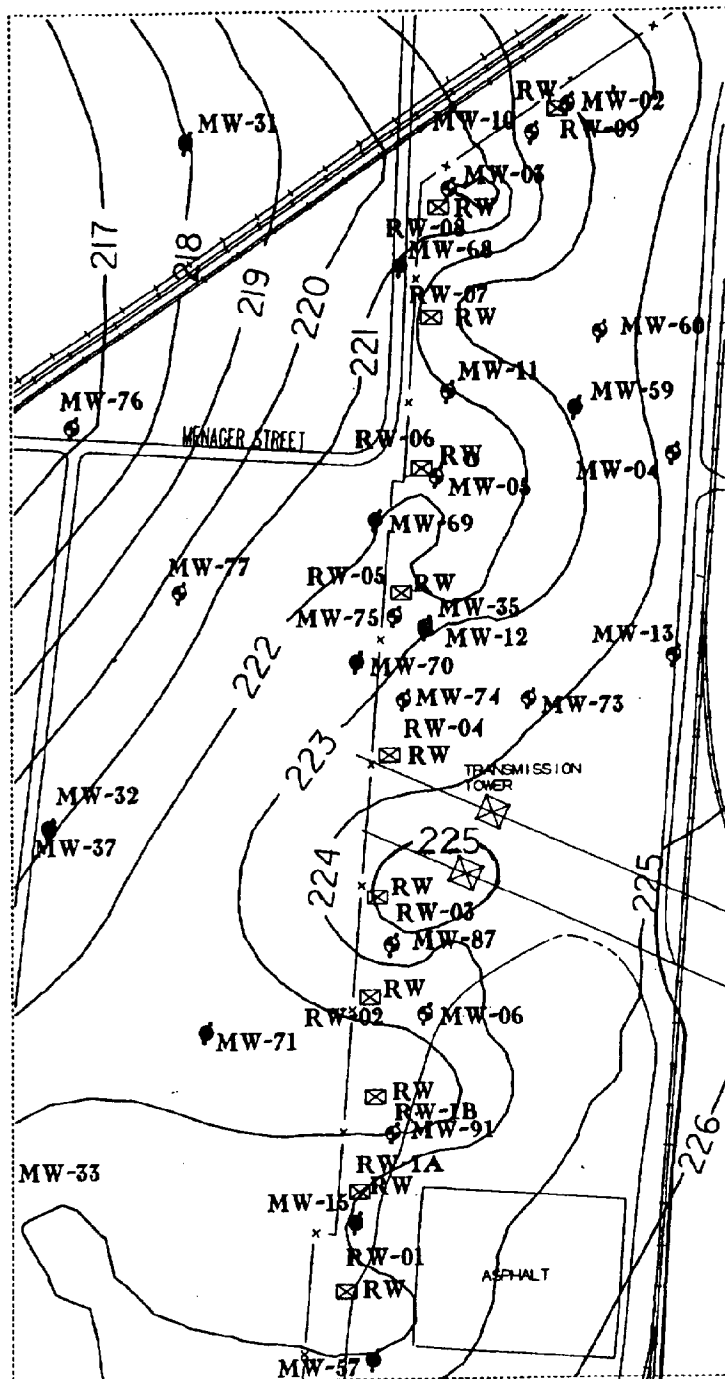 RW
MW-02
MW-10
RW-09
MW-31
MW-03
RW
RW-08
MW-68
217
218
219
220
221
RW-07
RW
MW-60
MW-11
MW-59
MW-76
MENAGER STREET
RW-06
RW
MW-04
MW-05
MW-69
MW-77
RW-05
RW
MW-75
MW-35
MW-12
MW-13
MW-70
222
MW-74
MW-73
RW-04
223
RW
TRANSMISSION
TOWER
MW-32
MW-37
225
224
RW
225
RW-03
MW-87
RW
RW-02
MW-06
MW-71
RW
RW-1B
MW-91
226
MW-33
RW-1A
RW
MW-15
RW-01
ASPHALT
RW
MW-57